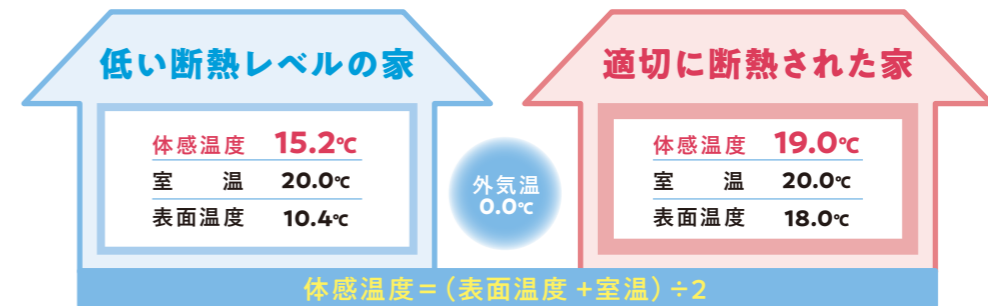 低い断熱レベルの家
体感温度 15.2℃
室温 20.0℃
表面温度 10.4℃
外気温
0.0℃
適切に断熱された家
体感温度 19.0℃
室温 20.0℃
表面温度 18.0℃
体感温度＝（表面温度＋室温）÷2